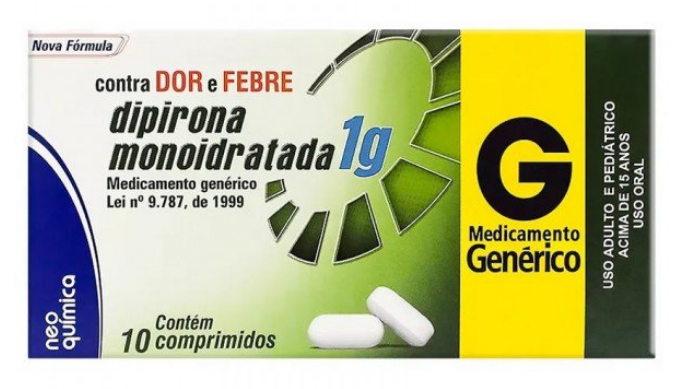 Nova Fórmula
contra DOR e FEBRE
dipirona
monoidratada 1g
Medicamento genérico
Lei nº 9.787, de 1999
neo
química
Contém
10 comprimidos
G
Medicamento
Genérico
USO ADULTO E PEDIÁTRICO
ACIMA DE 15 ANOS
USO ORAL